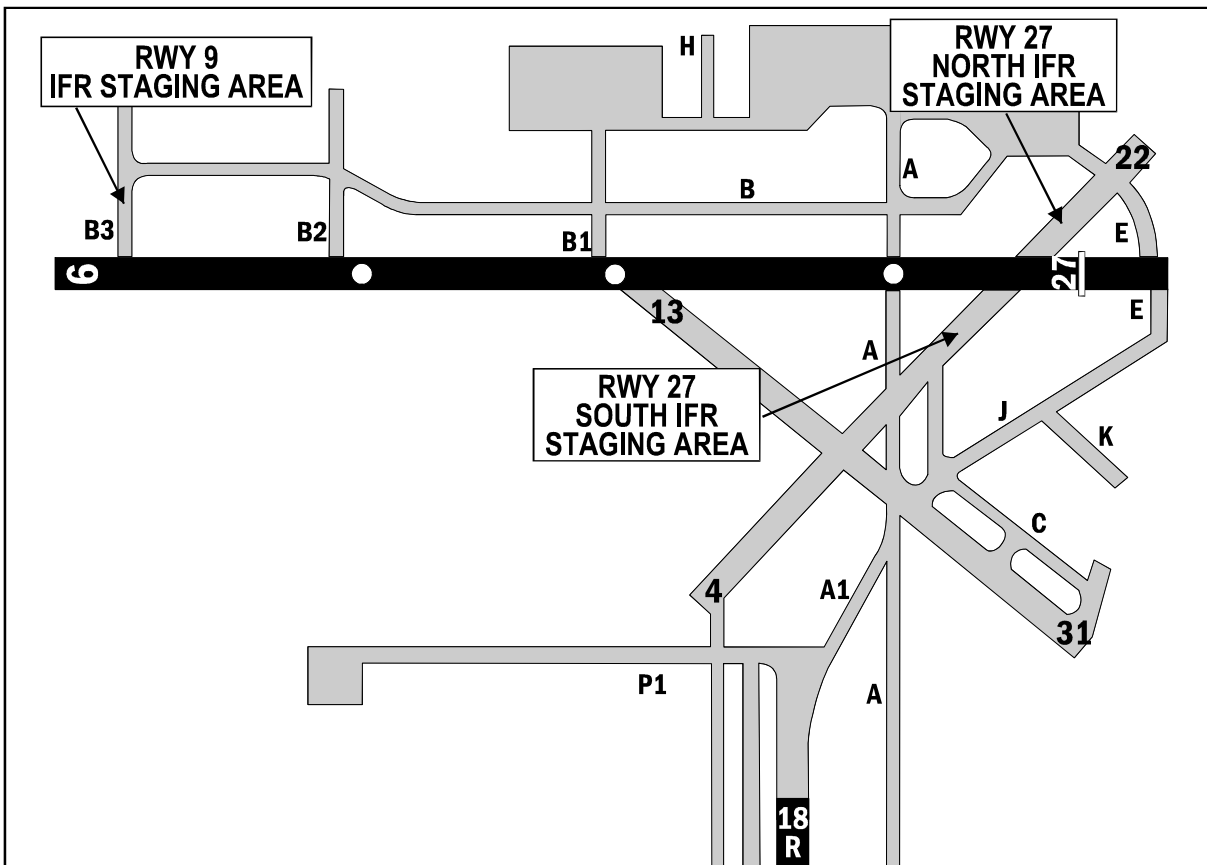 RWY 9
IFR STAGING AREA
H
RWY 27
NORTH IFR
STAGING AREA
22
A
B
B3
B2
B1
E
9
27
13
E
A
RWY 27
SOUTH IFR
STAGING AREA
J
K
C
4
A1
31
P1
A
18
R